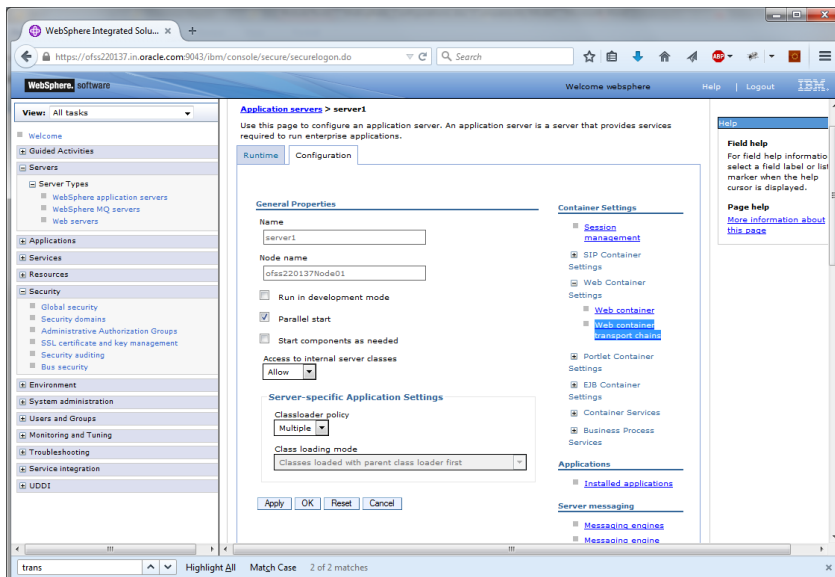 WebSphere Integrated Solu...
https://ofss220137.in.oracle.com:9043/ibm/console/secure/securelogon.do
Search
ABP
WebSphere. software
Welcome websphere
Help | Logout
IBM.
View: All tasks
Welcome
Guided Activities
Servers
Server Types
WebSphere application servers
WebSphere MQ servers
Web servers
Applications
Services
Resources
Security
Global security
Security domains
Administrative Authorization Groups
SSL certificate and key management
Security auditing
Bus security
Environment
System administration
Users and Groups
Monitoring and Tuning
Troubleshooting
Service integration
UDDI
Application servers > server1
Use this page to configure an application server. An application server is a server that provides services
required to run enterprise applications.
Runtime
Configuration
General Properties
Name
server1
Node name
ofss220137Node01
Run in development mode
Parallel start
Start components as needed
Access to internal server classes
Allow
Server-specific Application Settings
Classloader policy
Multiple
Class loading mode
Classes loaded with parent class loader first
Apply
OK
Reset
Cancel
Container Settings
Session
management
SIP Container
Settings
Web Container
Settings
Web container
Web container
transport chains
Portlet Container
Settings
EJB Container
Settings
Container Services
Business Process
Services
Applications
Installed applications
Server messaging
Messaging engines
Messaging engine
Help
Field help
For field help informatio
select a field label or list
marker when the help
cursor is displayed.
Page help
More information about
this page
trans
Highlight All
Match Case
2 of 2 matches